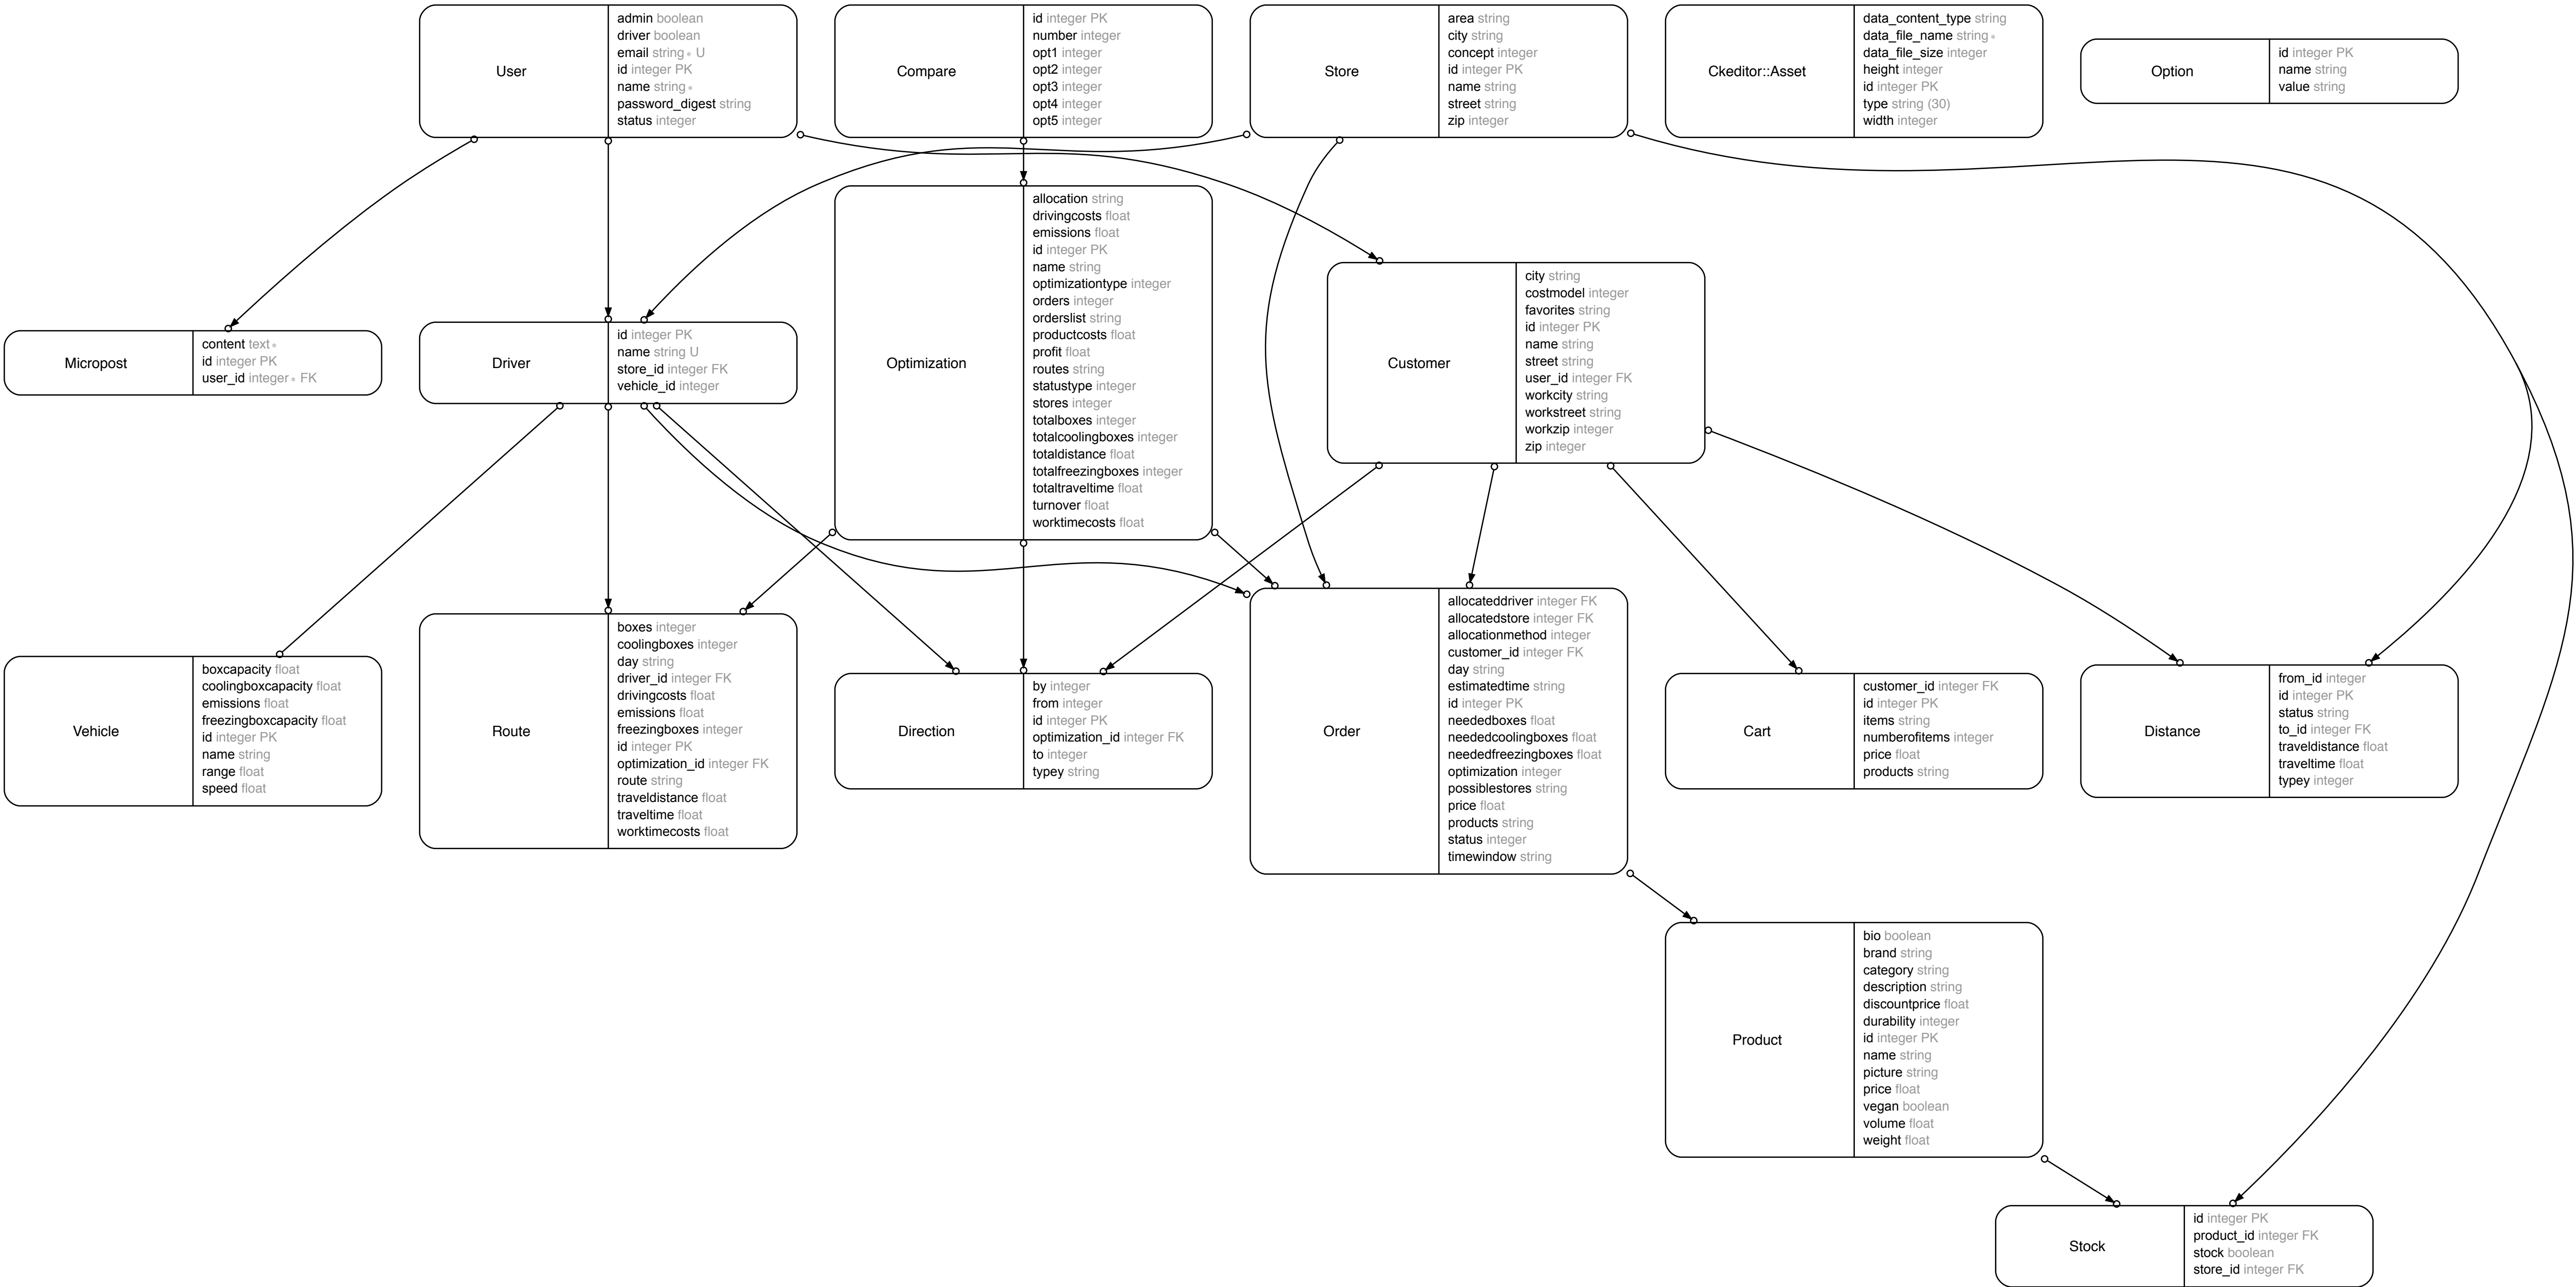 User
admin boolean
driver boolean
email string∗ U
id integer PK
name string∗
password_digest string
status integer
Compare
id integer PK
number integer
opt1 integer
opt2 integer
opt3 integer
opt4 integer
opt5 integer
Store
area string
city string
concept integer
id integer PK
name string
street string
zip integer
Ckeditor::Asset
data_content_type string
data_file_name string∗
data_file_size integer
height integer
id integer PK
type string (30)
width integer
Option
id integer PK
name string
value string
Micropost
content text∗
id integer PK
user_id integer∗ FK
Driver
id integer PK
name string U
store_id integer FK
vehicle_id integer
Optimization
allocation string
drivingcosts float
emissions float
id integer PK
name string
optimizationtype integer
orders integer
orderslist string
productcosts float
profit float
routes string
statustype integer
stores integer
totalboxes integer
totalcoolingboxes integer
totaldistance float
totalfreezingboxes integer
totaltraveltime float
turnover float
worktimecosts float
Customer
city string
costmodel integer
favorites string
id integer PK
name string
street string
user_id integer FK
workcity string
workstreet string
workzip integer
zip integer
Vehicle
boxcapacity float
coolingboxcapacity float
emissions float
freezingboxcapacity float
id integer PK
name string
range float
speed float
Route
boxes integer
coolingboxes integer
day string
driver_id integer FK
drivingcosts float
emissions float
freezingboxes integer
id integer PK
optimization_id integer FK
route string
traveldistance float
traveltime float
worktimecosts float
Direction
by integer
from integer
id integer PK
optimization_id integer FK
to integer
typey string
Order
allocateddriver integer FK
allocatedstore integer FK
allocationmethod integer
customer_id integer FK
day string
estimatedtime string
id integer PK
neededboxes float
neededcoolingboxes float
neededfreezingboxes float
optimization integer
possiblestores string
price float
products string
status integer
timewindow string
Cart
customer_id integer FK
id integer PK
items string
numberofitems integer
price float
products string
Distance
from_id integer
id integer PK
status string
to_id integer FK
traveldistance float
traveltime float
typey integer
Product
bio boolean
brand string
category string
description string
discountprice float
durability integer
id integer PK
name string
picture string
price float
vegan boolean
volume float
weight float
Stock
id integer PK
product_id integer FK
stock boolean
store_id integer FK